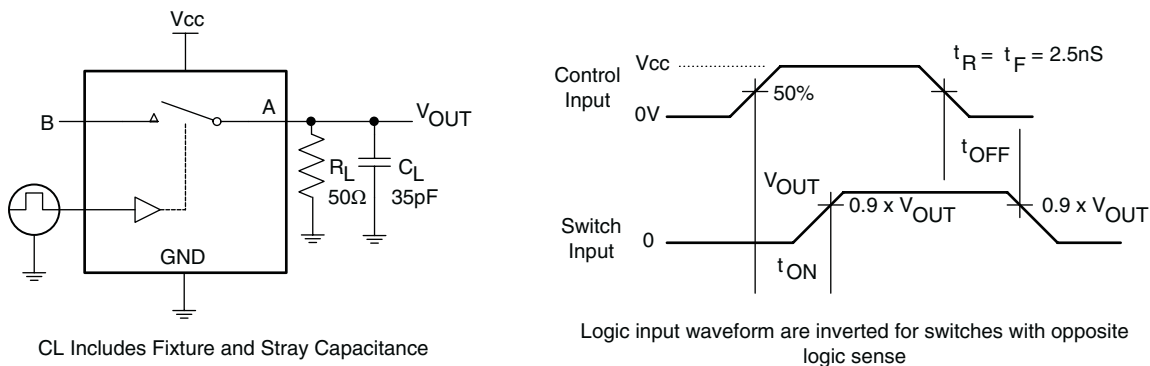 Vcc
B
A
VOUT
RL
50Ω
CL
35pF
GND
CL Includes Fixture and Stray Capacitance
Control
Input
Vcc
0V
50%
tR = tF = 2.5nS
tOFF
VOUT
0.9 x VOUT
0.9 x VOUT
Switch
Input
0
tON
Logic input waveform are inverted for switches with opposite
logic sense